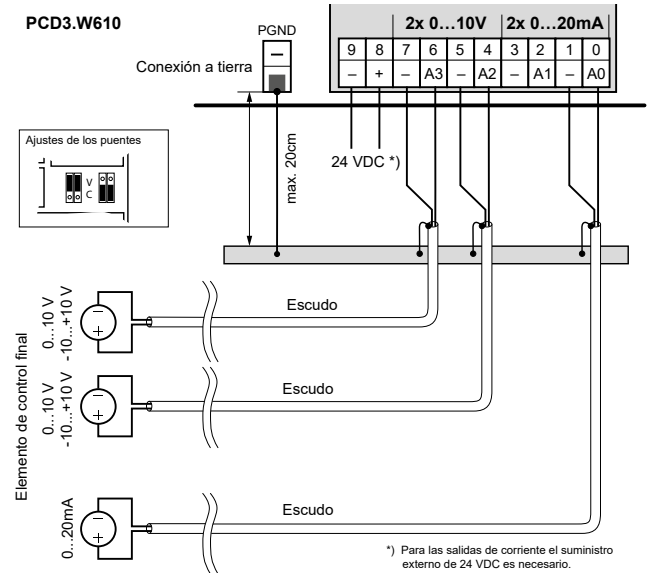 PCD3.W610
PGND
2x 0…10V 2x 0…20mA
9 8 7 6 5 4 3 2 1 0
– + – A3 – A2 – A1 – A0
Conexión a tierra
–
Ajustes de los puentes
V
C
max. 20cm
24 VDC *)
Elemento de control final
0...10 V
-10...+10 V
– +
Escudo
0...10 V
-10...+10 V
– +
Escudo
0...20mA
– +
Escudo
*) Para las salidas de corriente el suministro
externo de 24 VDC es necesario.